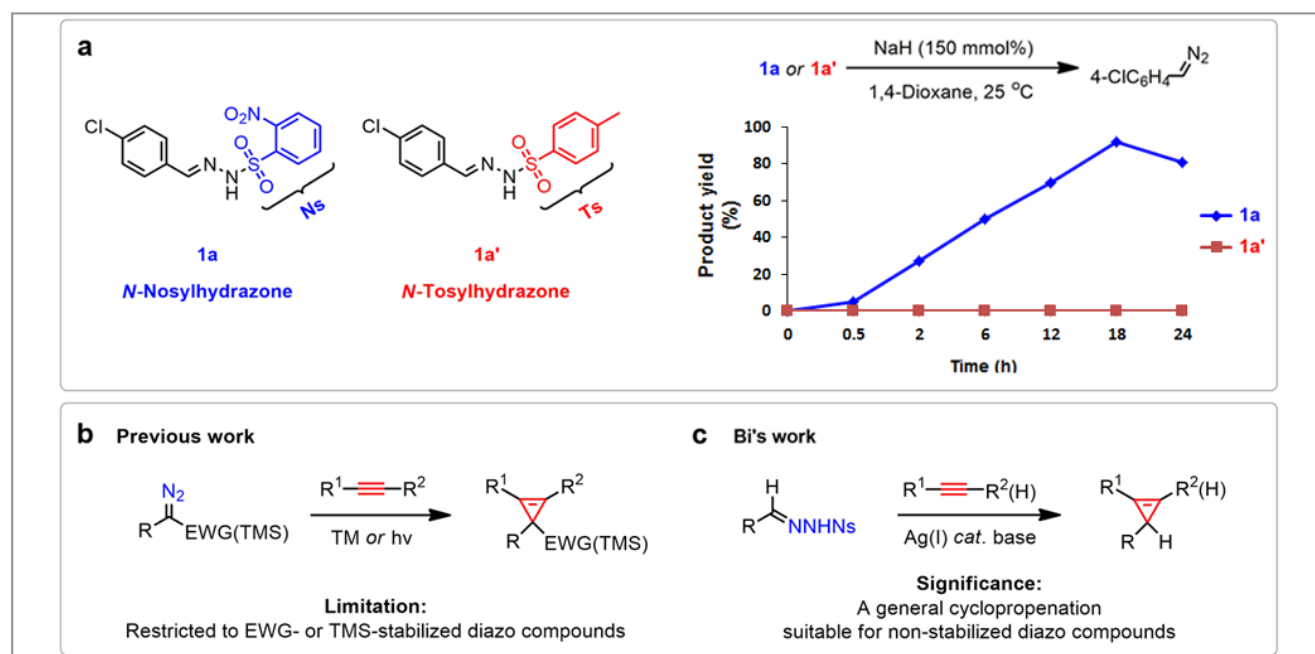 a
Cl
N
N
H
S
O
O
O₂N
Ns
1a
N-Nosylhydrazone
Cl
N
N
H
S
O
O
Ts
1a'
N-Tosylhydrazone
1a or 1a'
NaH (150 mmol%)
1,4-Dioxane, 25 °C
4-ClC₆H₄
N₂
Product yield
(%)
100
80
60
40
20
0
0 0.5 2 6 12 18 24
Time (h)
1a
1a'
b Previous work
N₂
R
EWG(TMS)
R¹ R²
TM or hv
R¹ R²
R EWG(TMS)
Limitation:
Restricted to EWG- or TMS-stabilized diazo compounds
c Bi's work
H
R
NNHNs
R¹ R²(H)
Ag(I) cat. base
R¹ R²(H)
R H
Significance:
A general cyclopropenation
suitable for non-stabilized diazo compounds